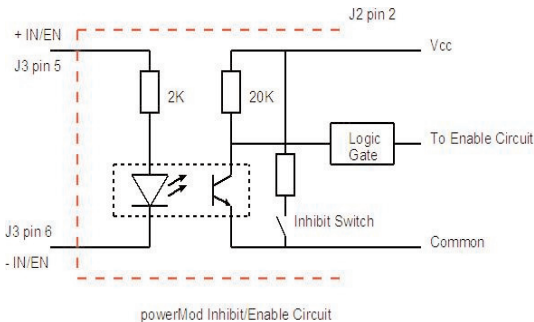 J2 pin 2
+ IN/EN
Vcc
J3 pin 5
2K
20K
Logic
Gate
To Enable Circuit
Inhibit Switch
J3 pin 6
Common
- IN/EN
powerMod Inhibit/Enable Circuit